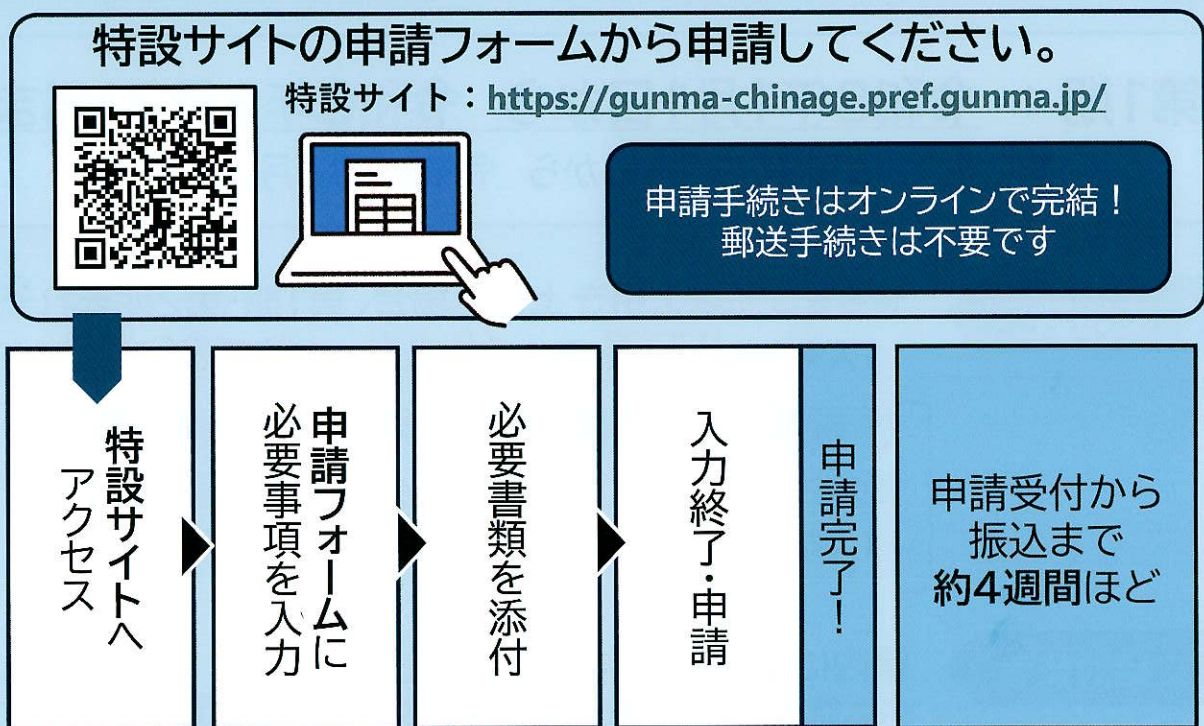 特設サイトの申請フォームから申請してください。
特設サイト：https://gunma-chinage.pref.gunma.jp/
申請手続きはオンラインで完結！
郵送手続きは不要です
特設サイトへ
アクセス
申請フォームに
必要事項を入力
必要書類を添付
入力終了・申請
申請完了！
申請受付から
振込まで
約4週間ほど